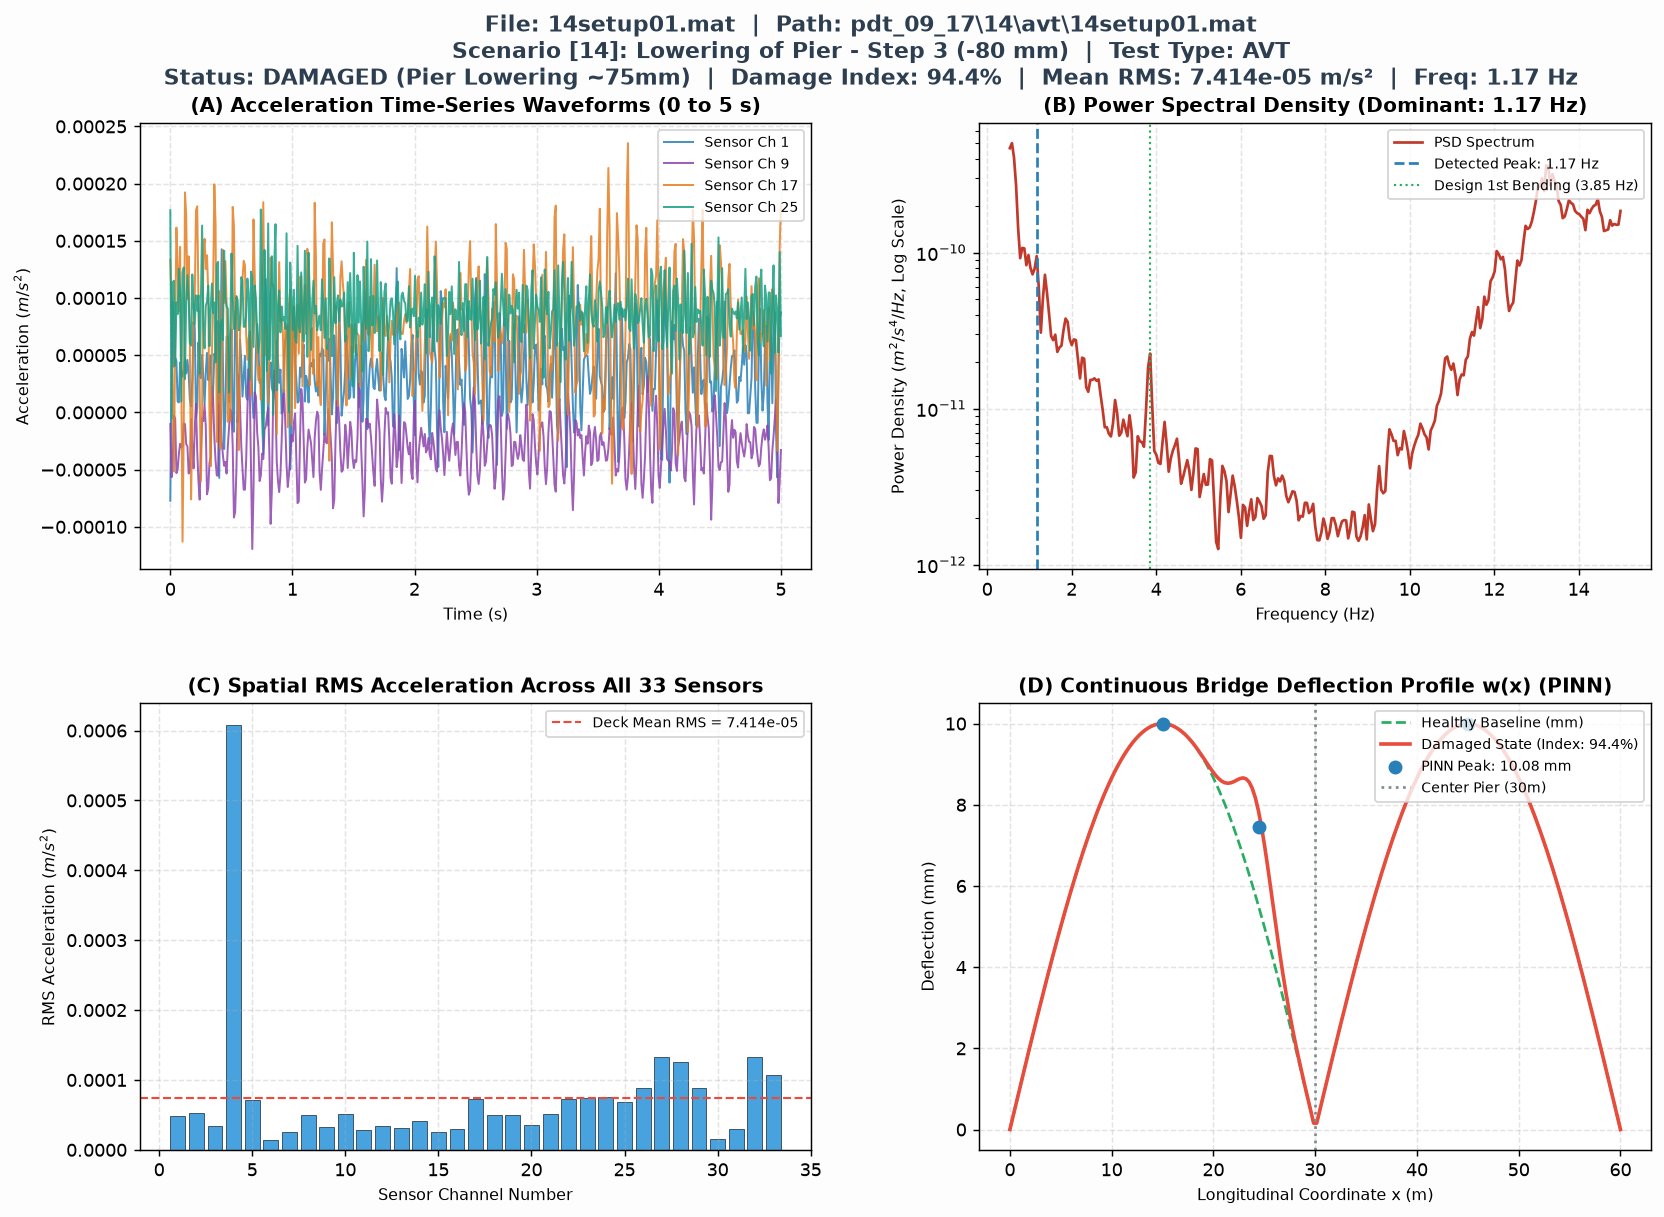 File: 14setup01.mat | Path: pdt_09_17\14\avt\14setup01.mat
Scenario [14]: Lowering of Pier - Step 3 (-80 mm) | Test Type: AVT
Status: DAMAGED (Pier Lowering ~75mm) | Damage Index: 94.4% | Mean RMS: 7.414e-05 m/s² | Freq: 1.17 Hz
(A) Acceleration Time-Series Waveforms (0 to 5 s)
Acceleration (m/s²)
0.00025
0.00020
0.00015
0.00010
0.00005
0.00000
−0.00005
−0.00010
Sensor Ch 1
Sensor Ch 9
Sensor Ch 17
Sensor Ch 25
0 1 2 3 4 5
Time (s)
(B) Power Spectral Density (Dominant: 1.17 Hz)
Power Density (m²/s⁴/Hz, Log Scale)
10⁻¹⁰
10⁻¹¹
10⁻¹²
PSD Spectrum
Detected Peak: 1.17 Hz
Design 1st Bending (3.85 Hz)
0 2 4 6 8 10 12 14
Frequency (Hz)
(C) Spatial RMS Acceleration Across All 33 Sensors
RMS Acceleration (m/s²)
0.0006
0.0005
0.0004
0.0003
0.0002
0.0001
0.0000
Deck Mean RMS = 7.414e-05
0 5 10 15 20 25 30 35
Sensor Channel Number
(D) Continuous Bridge Deflection Profile w(x) (PINN)
Deflection (mm)
10
8
6
4
2
0
Healthy Baseline (mm)
Damaged State (Index: 94.4%)
PINN Peak: 10.08 mm
Center Pier (30m)
0 10 20 30 40 50 60
Longitudinal Coordinate x (m)